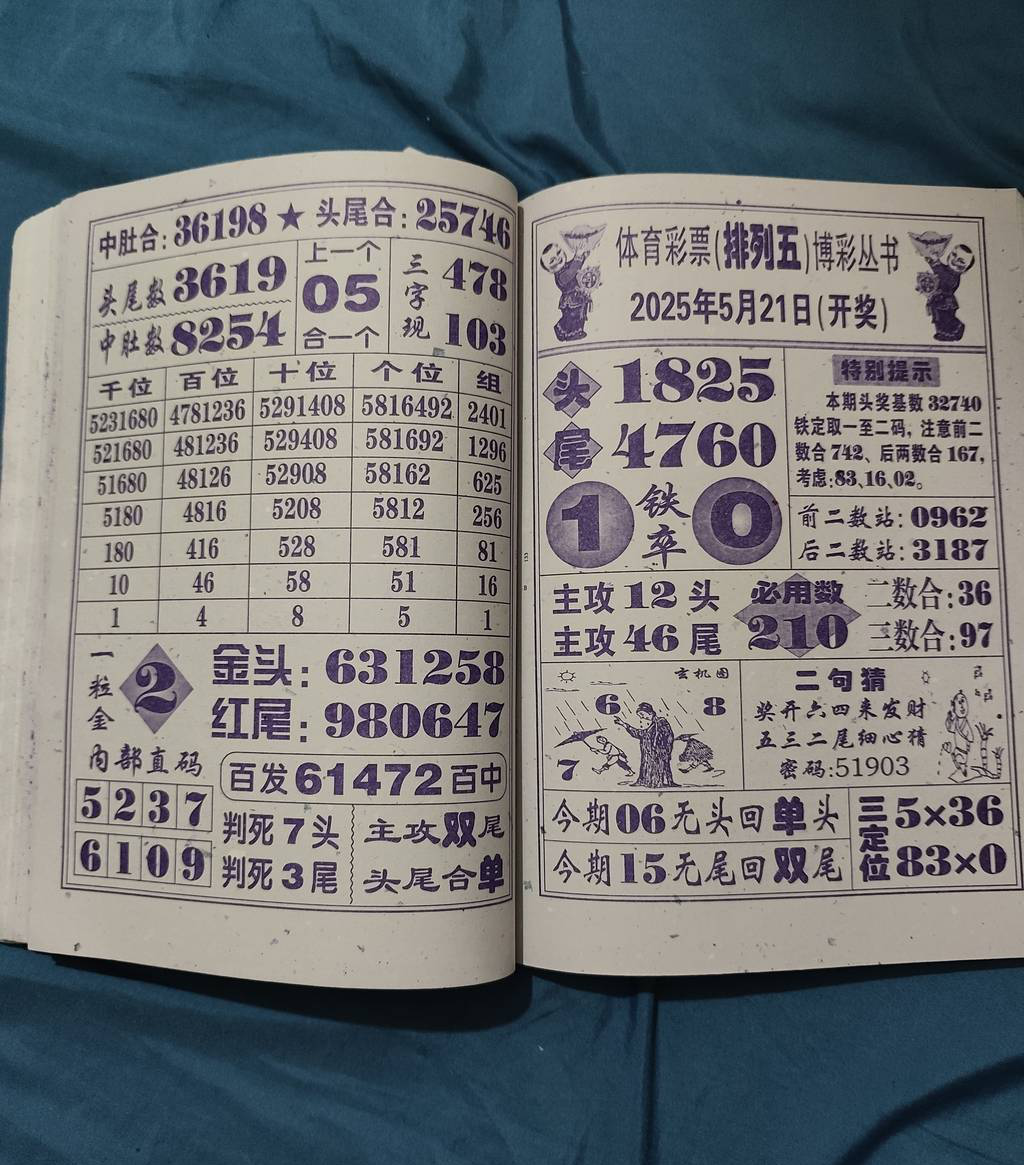 中肚合:36198★头尾合:25746
头尾数3619
中肚数8254
上一个
05
合一个
三字现
478
103
千位 百位 十位 个位 组
5231680 4781236 5291408 5816492 2401
521680 481236 529408 581692 1296
51680 48126 52908 58162 625
5180 4816 5208 5812 256
180 416 528 581 81
10 46 58 51 16
1 4 8 5 1
一粒金
2
金头:631258
红尾:980647
内部直码
5237
6109
百发61472百中
判死7头
判死3尾
主攻双尾
头尾合单
体育彩票(排列五)博彩丛书
2025年5月21日(开奖)
头1825
尾4760
1铁卒0
特别提示
本期头奖基数32740
铁定取一至二码,注意前二
数合742、后两数合167,
考虑:83、16、02。
前二数站:0962
后二数站:3187
主攻12头
主攻46尾
必用数
210
二数合:36
三数合:97
玄机图
6 8
7
二句猜
奖开六四来发财
五三二尾细心猜
密码:51903
今期06无头回单头
今期15无尾回双尾
三定位
5×36
83×0